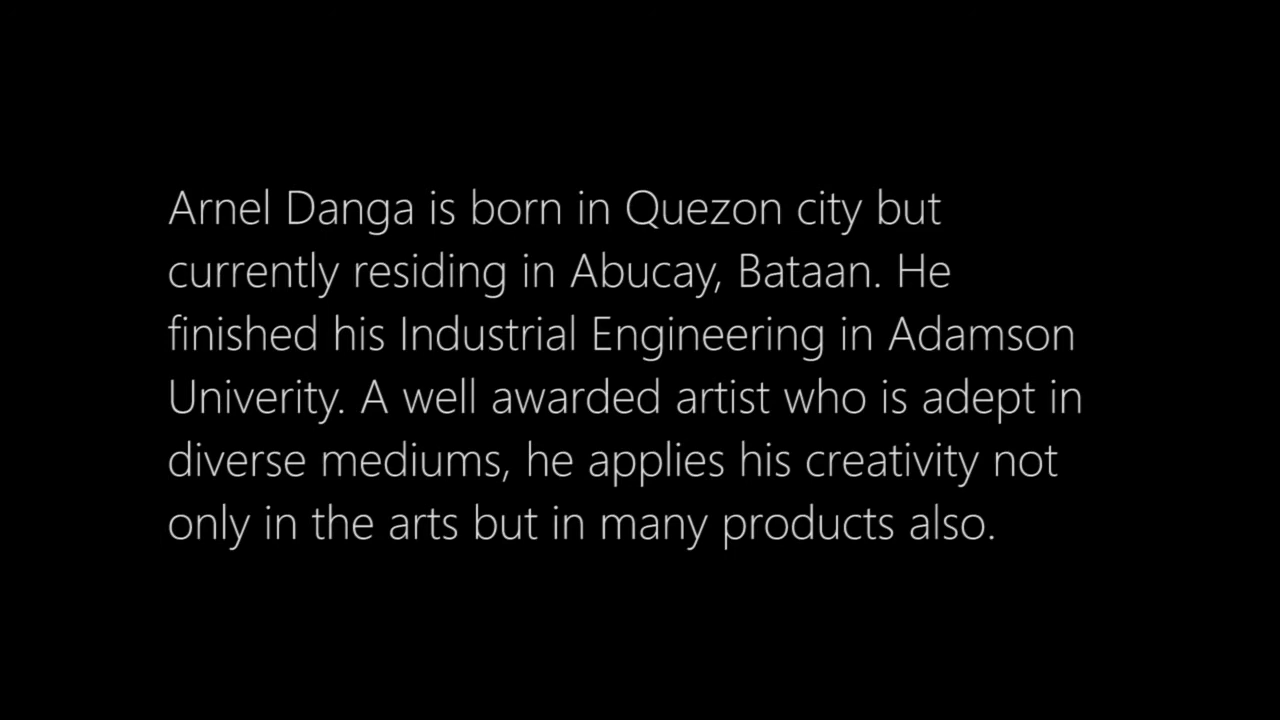 Arnel Danga is born in Quezon city but
currently residing in Abucay, Bataan. He
finished his Industrial Engineering in Adamson
Univerity. A well awarded artist who is adept in
diverse mediums, he applies his creativity not
only in the arts but in many products also.